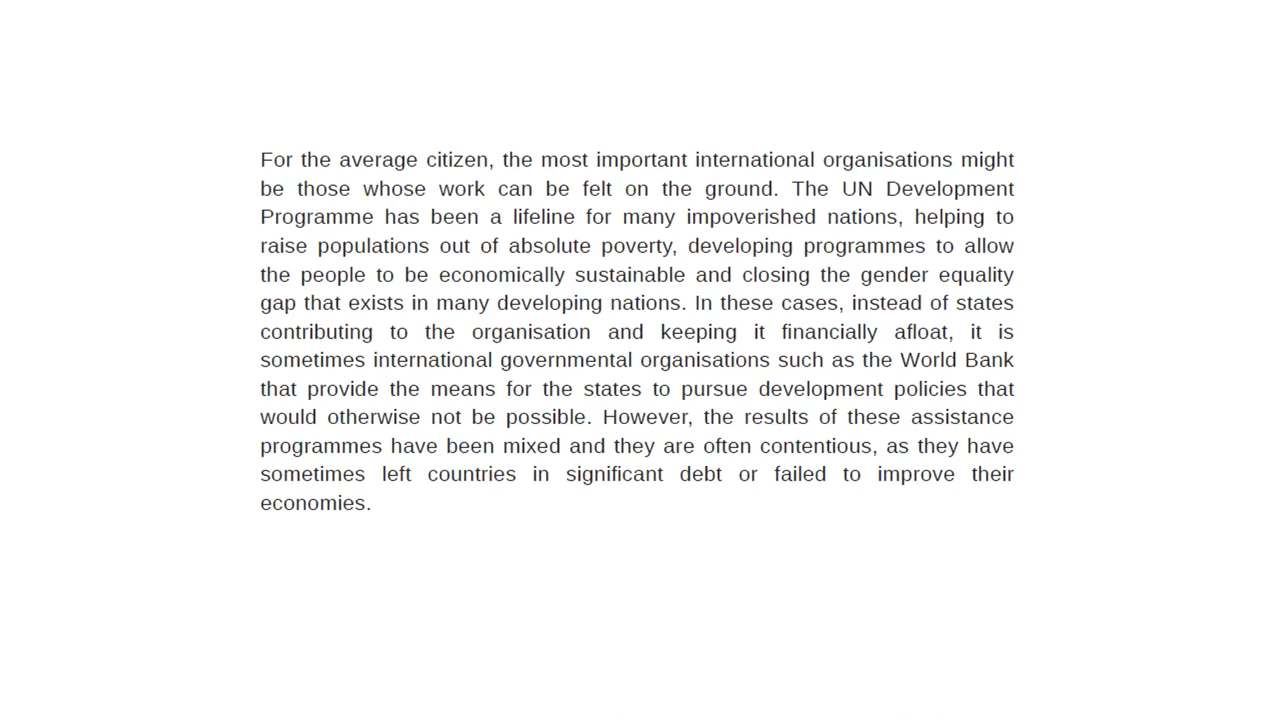 For the average citizen, the most important international organisations might
be those whose work can be felt on the ground. The UN Development
Programme has been a lifeline for many impoverished nations, helping to
raise populations out of absolute poverty, developing programmes to allow
the people to be economically sustainable and closing the gender equality
gap that exists in many developing nations. In these cases, instead of states
contributing to the organisation and keeping it financially afloat, it is
sometimes international governmental organisations such as the World Bank
that provide the means for the states to pursue development policies that
would otherwise not be possible. However, the results of these assistance
programmes have been mixed and they are often contentious, as they have
sometimes left countries in significant debt or failed to improve their
economies.